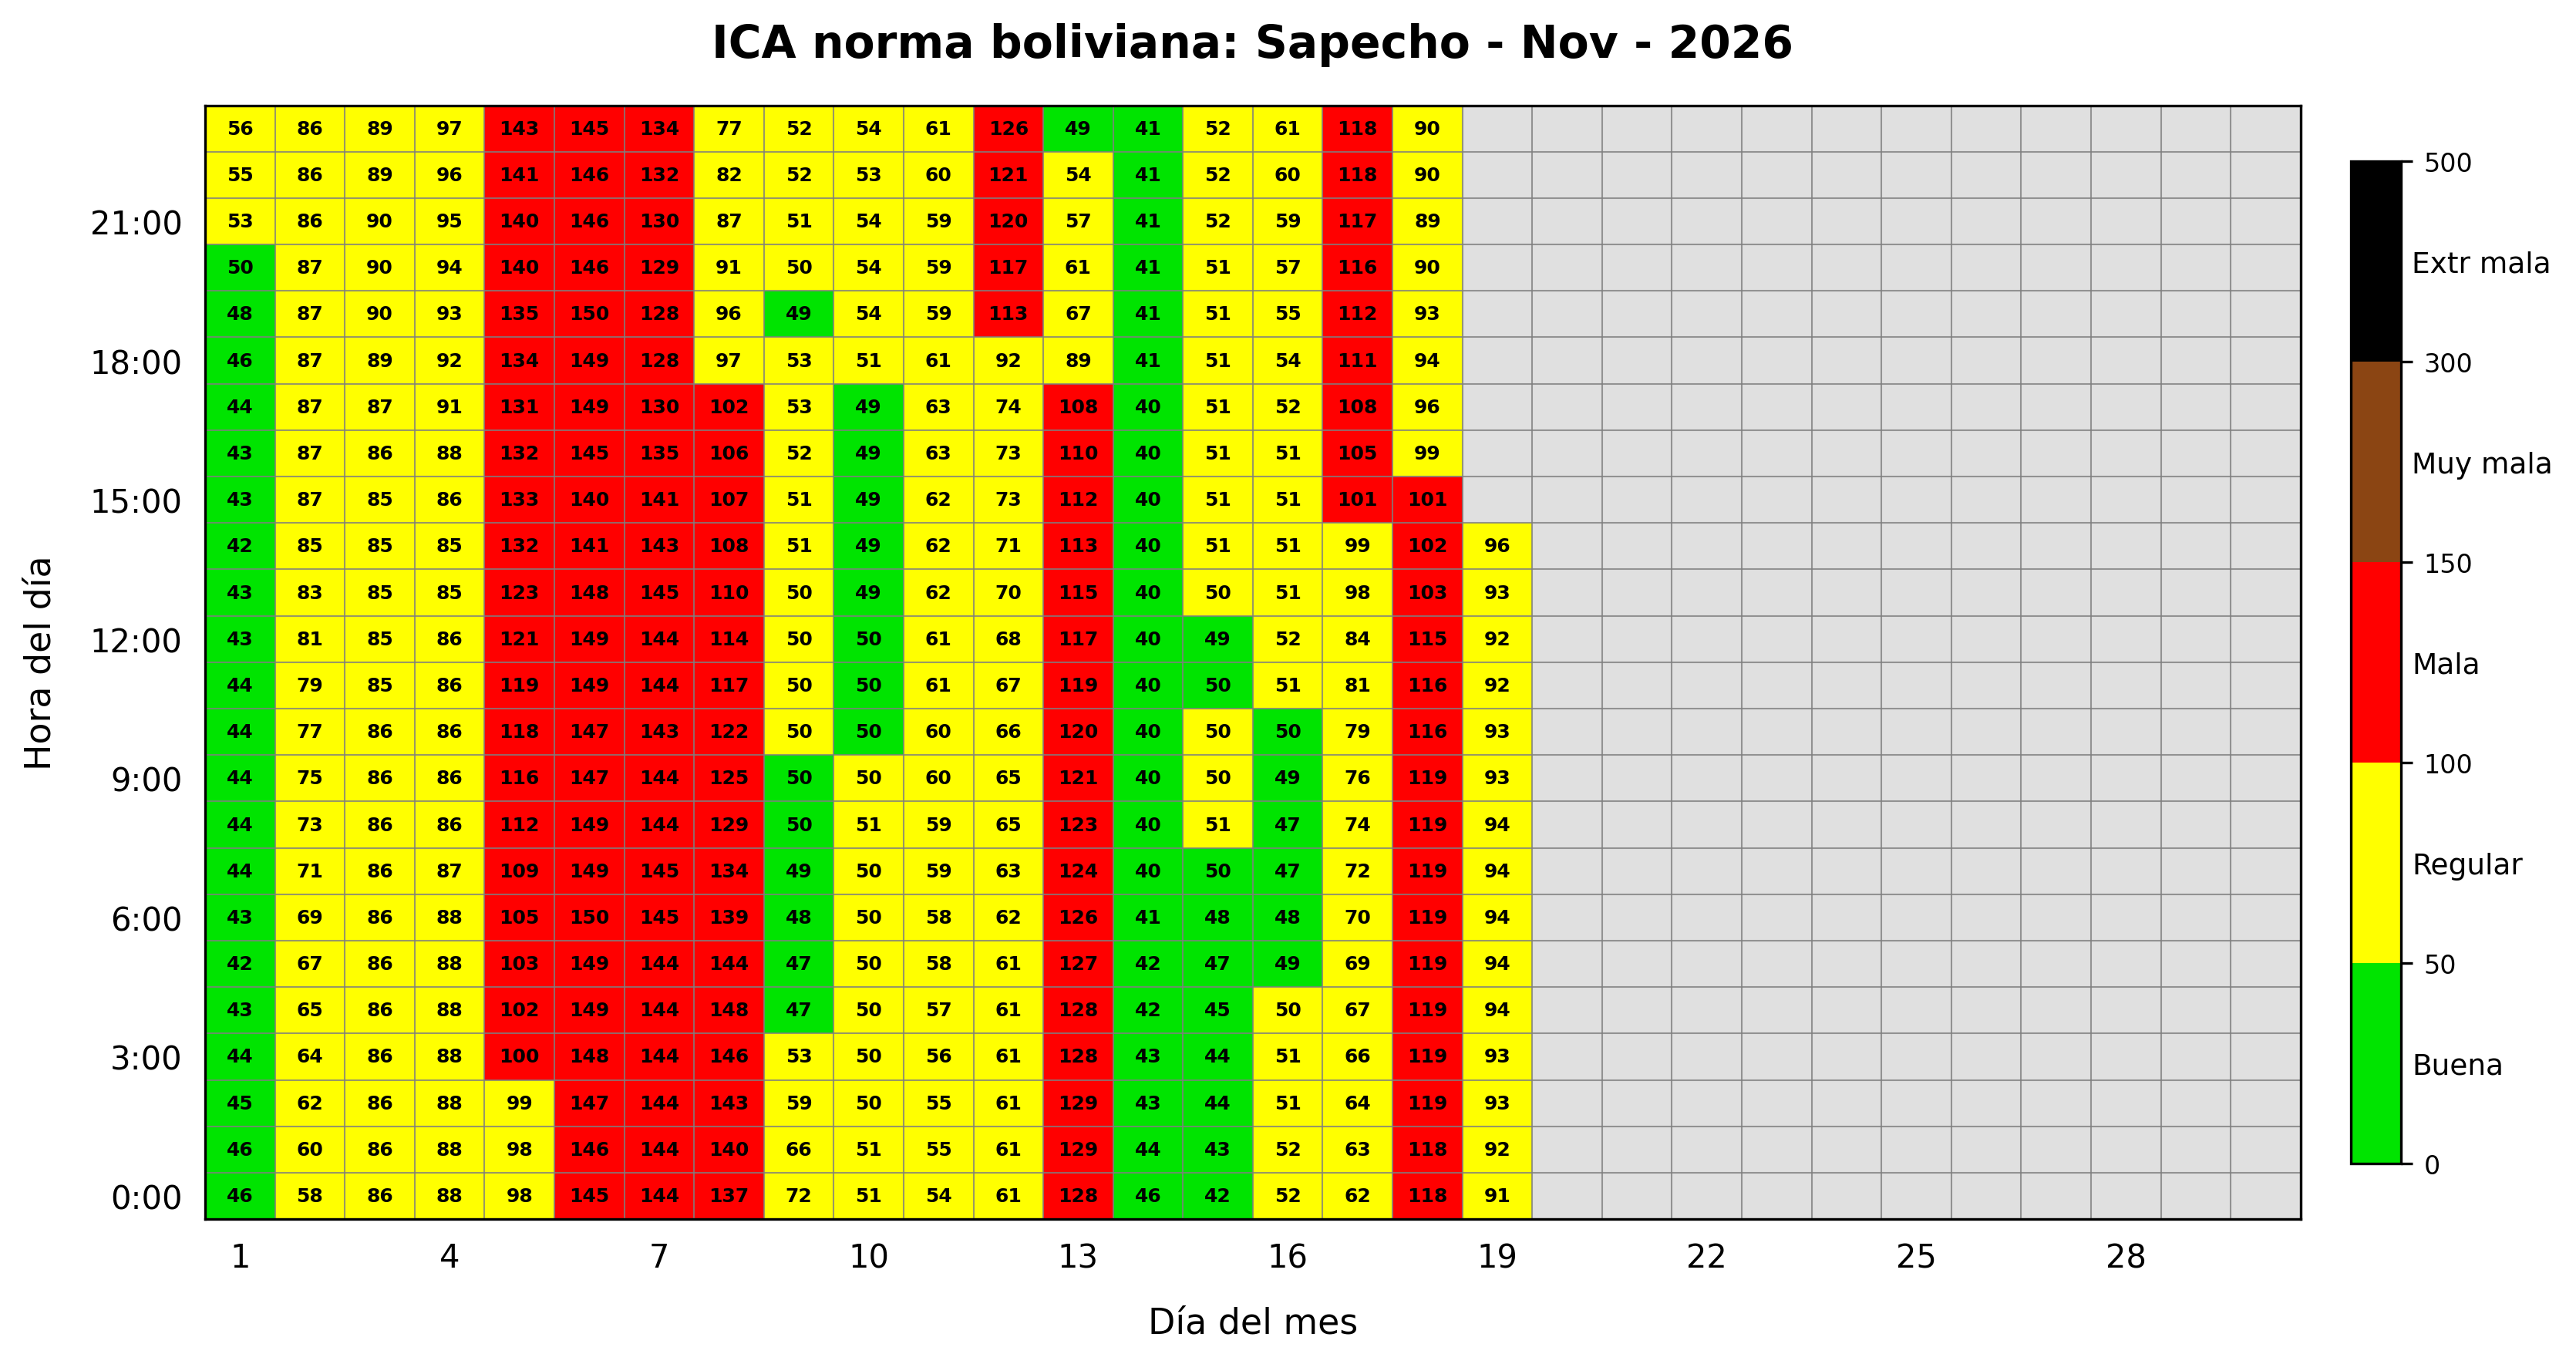 ICA norma boliviana: Sapecho - Nov - 2026
56 86 89 97 143 145 134 77 52 54 61 126 49 41 52 61 118 90
55 86 89 96 141 146 132 82 52 53 60 121 54 41 52 60 118 90
21:00 53 86 90 95 140 146 130 87 51 54 59 120 57 41 52 59 117 89
50 87 90 94 140 146 129 91 50 54 59 117 61 41 51 57 116 90
48 87 90 93 135 150 128 96 49 54 59 113 67 41 51 55 112 93
18:00 46 87 89 92 134 149 128 97 53 51 61 92 89 41 51 54 111 94
44 87 87 91 131 149 130 102 53 49 63 74 108 40 51 52 108 96
43 87 86 88 132 145 135 106 52 49 63 73 110 40 51 51 105 99
15:00 43 87 85 86 133 140 141 107 51 49 62 73 112 40 51 51 101 101
42 85 85 85 132 141 143 108 51 49 62 71 113 40 51 51 99 102 96
43 83 85 85 123 148 145 110 50 49 62 70 115 40 50 51 98 103 93
12:00 43 81 85 86 121 149 144 114 50 50 61 68 117 40 49 52 84 115 92
44 79 85 86 119 149 144 117 50 50 61 67 119 40 50 51 81 116 92
44 77 86 86 118 147 143 122 50 50 60 66 120 40 50 50 79 116 93
9:00 44 75 86 86 116 147 144 125 50 50 60 65 121 40 50 49 76 119 93
44 73 86 86 112 149 144 129 50 51 59 65 123 40 51 47 74 119 94
44 71 86 87 109 149 145 134 49 50 59 63 124 40 50 47 72 119 94
6:00 43 69 86 88 105 150 145 139 48 50 58 62 126 41 48 48 70 119 94
42 67 86 88 103 149 144 144 47 50 58 61 127 42 47 49 69 119 94
43 65 86 88 102 149 144 148 47 50 57 61 128 42 45 50 67 119 94
3:00 44 64 86 88 100 148 144 146 53 50 56 61 128 43 44 51 66 119 93
45 62 86 88 99 147 144 143 59 50 55 61 129 43 44 51 64 119 93
46 60 86 88 98 146 144 140 66 51 55 61 129 44 43 52 63 118 92
0:00 46 58 86 88 98 145 144 137 72 51 54 61 128 46 42 52 62 118 91
1 4 7 10 13 16 19 22 25 28
Día del mes
Hora del día
500
Extr mala
300
Muy mala
150
Mala
100
Regular
50
Buena
0